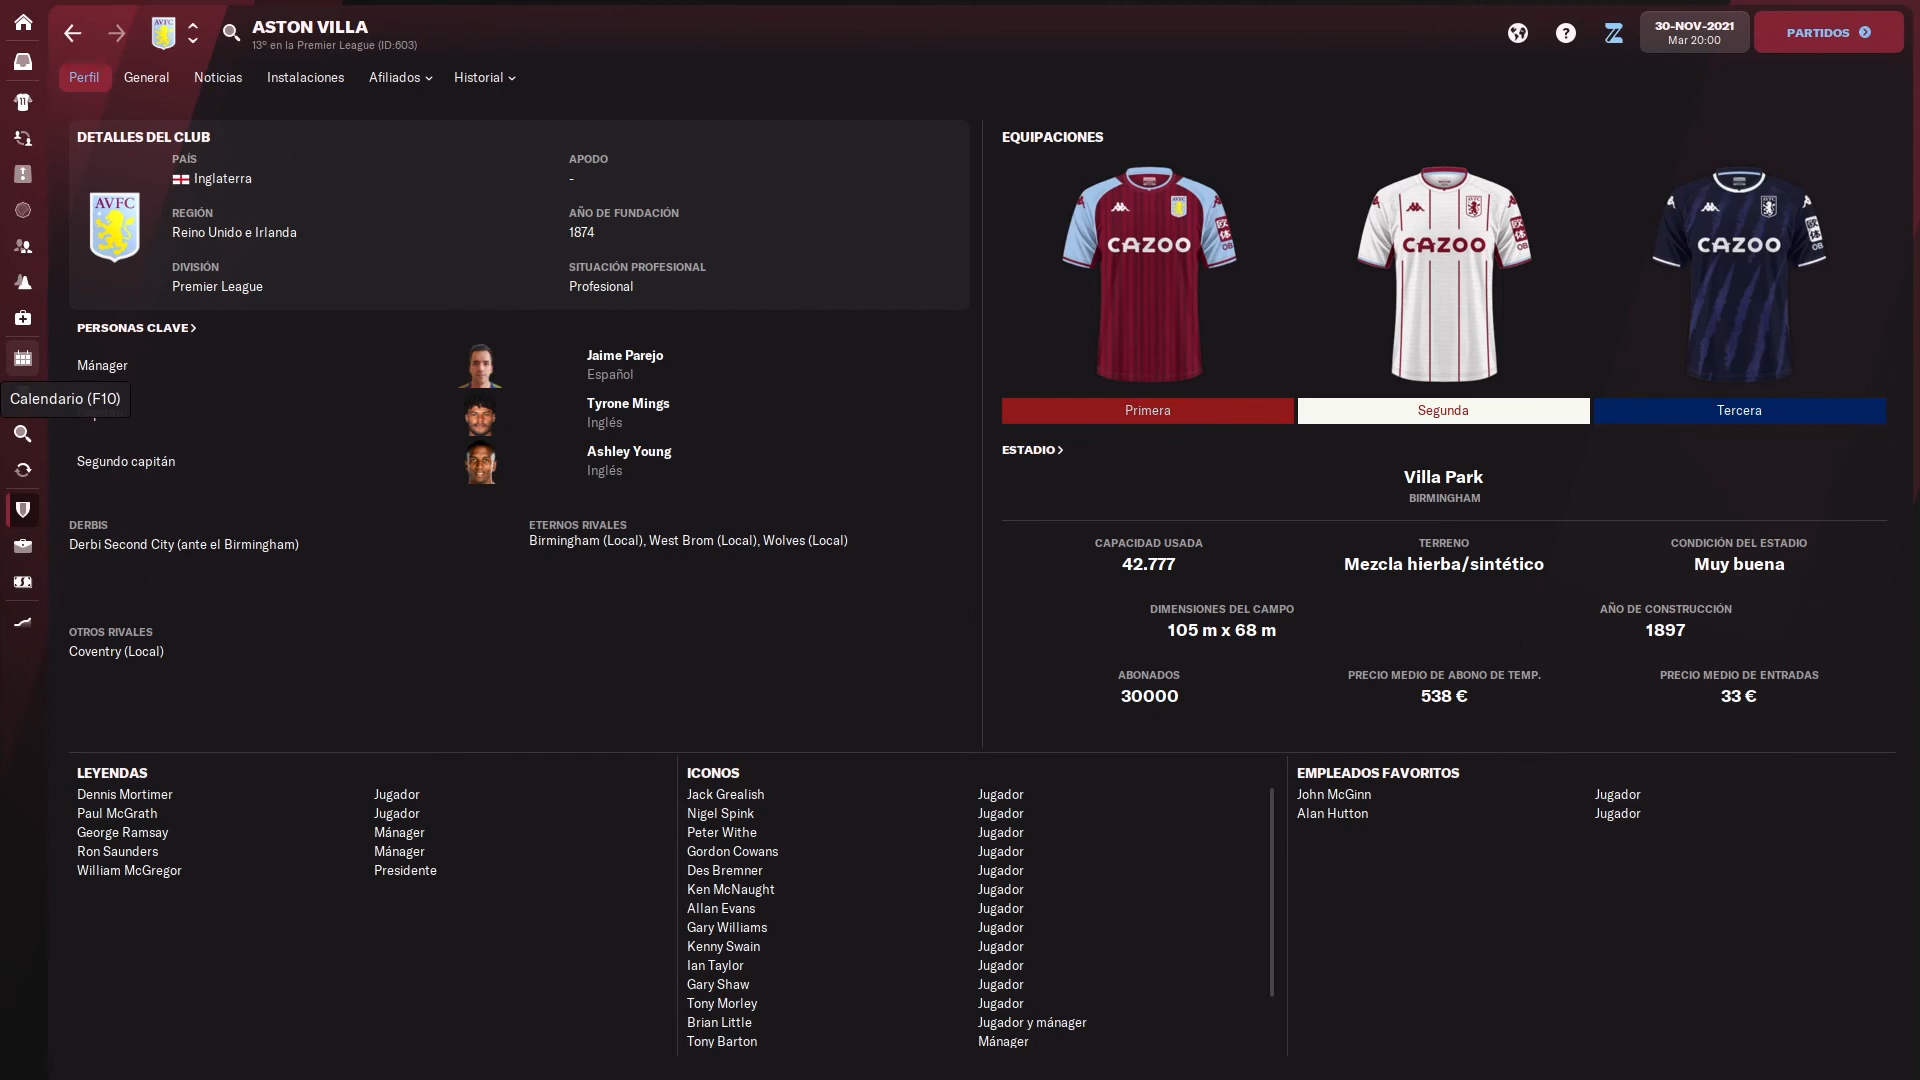 ASTON VILLA
13º en la Premier League (ID:603)
30-NOV-2021
Mar 20:00
PARTIDOS
Perfil
General
Noticias
Instalaciones
Afiliados
Historial
DETALLES DEL CLUB
PAÍS
Inglaterra
APODO
-
AVFC
REGIÓN
Reino Unido e Irlanda
AÑO DE FUNDACIÓN
1874
DIVISIÓN
Premier League
SITUACIÓN PROFESIONAL
Profesional
PERSONAS CLAVE
Mánager
Jaime Parejo
Español
Calendario (F10)
Tyrone Mings
Inglés
Segundo capitán
Ashley Young
Inglés
DERBIS
Derbi Second City (ante el Birmingham)
ETERNOS RIVALES
Birmingham (Local), West Brom (Local), Wolves (Local)
OTROS RIVALES
Coventry (Local)
EQUIPACIONES
CAZOO
CAZOO
CAZOO
Primera
Segunda
Tercera
ESTADIO
Villa Park
BIRMINGHAM
CAPACIDAD USADA
42.777
TERRENO
Mezcla hierba/sintético
CONDICIÓN DEL ESTADIO
Muy buena
DIMENSIONES DEL CAMPO
105 m x 68 m
AÑO DE CONSTRUCCIÓN
1897
ABONADOS
30000
PRECIO MEDIO DE ABONO DE TEMP.
538 €
PRECIO MEDIO DE ENTRADAS
33 €
LEYENDAS
Dennis Mortimer Jugador
Paul McGrath Jugador
George Ramsay Mánager
Ron Saunders Mánager
William McGregor Presidente
ICONOS
Jack Grealish Jugador
Nigel Spink Jugador
Peter Withe Jugador
Gordon Cowans Jugador
Des Bremner Jugador
Ken McNaught Jugador
Allan Evans Jugador
Gary Williams Jugador
Kenny Swain Jugador
Ian Taylor Jugador
Gary Shaw Jugador
Tony Morley Jugador
Brian Little Jugador y mánager
Tony Barton Mánager
EMPLEADOS FAVORITOS
John McGinn Jugador
Alan Hutton Jugador